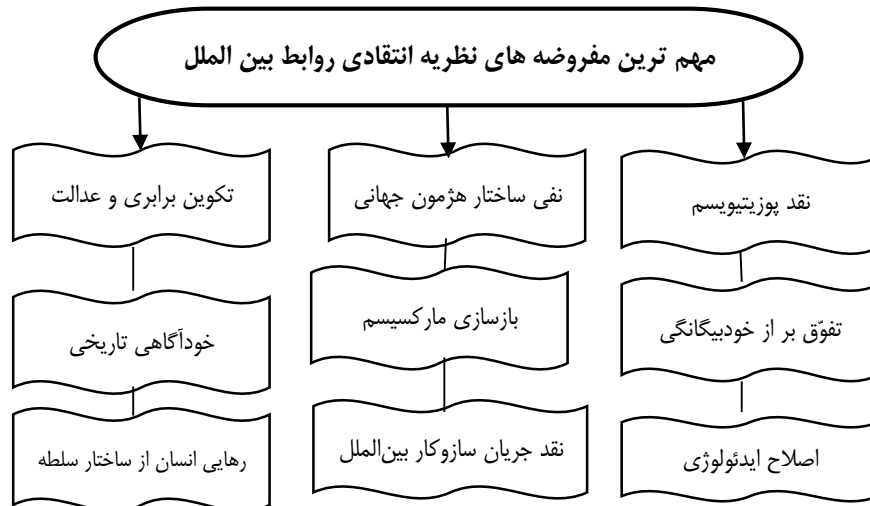 مهم ترین مفروضه های نظریه انتقادی روابط بین الملل
نقد پوزیتیویسم
تفوّق بر از خودبیگانگی
اصلاح ایدئولوژی
نفی ساختار هژمون جهانی
بازسازی مارکسیسم
نقد جریان سازوکار بین‌الملل
تکوین برابری و عدالت
خودآگاهی تاریخی
رهایی انسان از ساختار سلطه